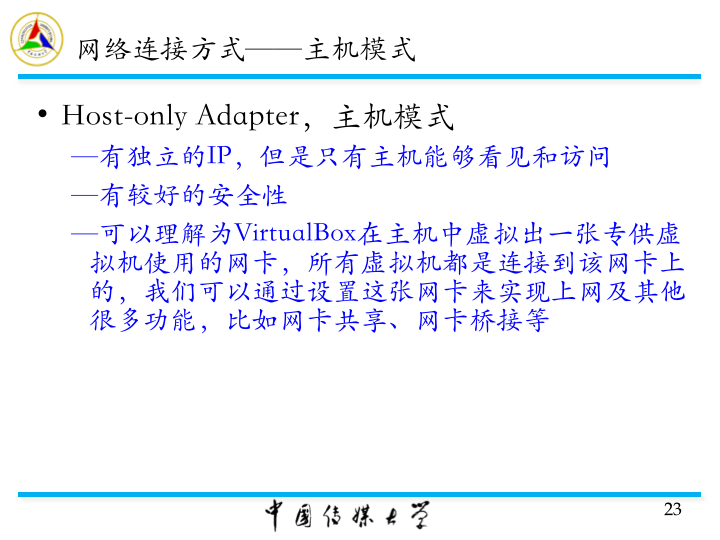 网络连接方式——主机模式
• Host-only Adapter，主机模式
—有独立的IP，但是只有主机能够看见和访问
—有较好的安全性
—可以理解为VirtualBox在主机中虚拟出一张专供虚
拟机使用的网卡，所有虚拟机都是连接到该网卡上
的，我们可以通过设置这张网卡来实现上网及其他
很多功能，比如网卡共享、网卡桥接等
中国传媒大学
23